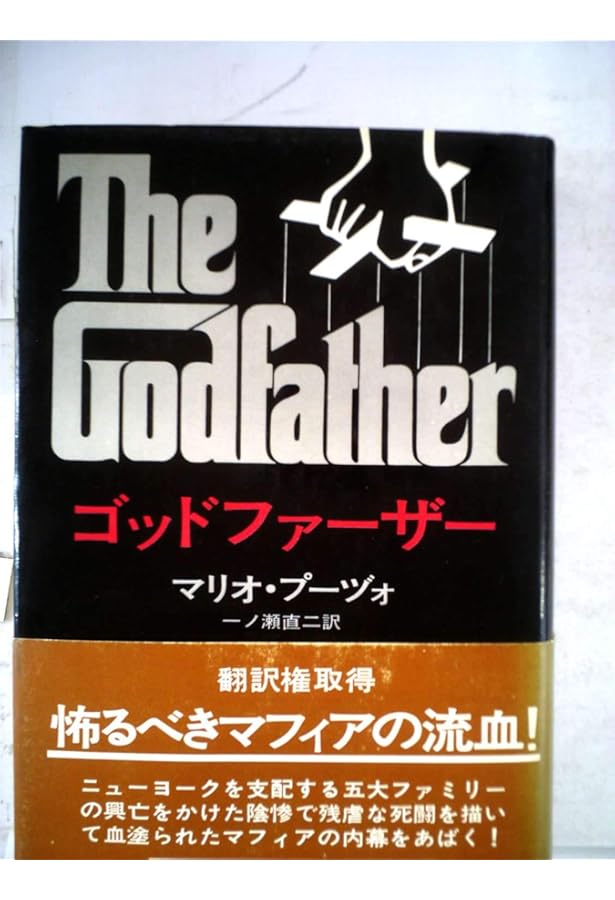 The
Godfather
ゴッドファーザー
マリオ・プーヅォ
一ノ瀬直二訳
翻訳権取得
怖るべきマフィアの流血!
ニューヨークを支配する五大ファミリー
の興亡をかけた陰惨で残虐な死闘を描い
て血塗られたマフィアの内幕をあばく!